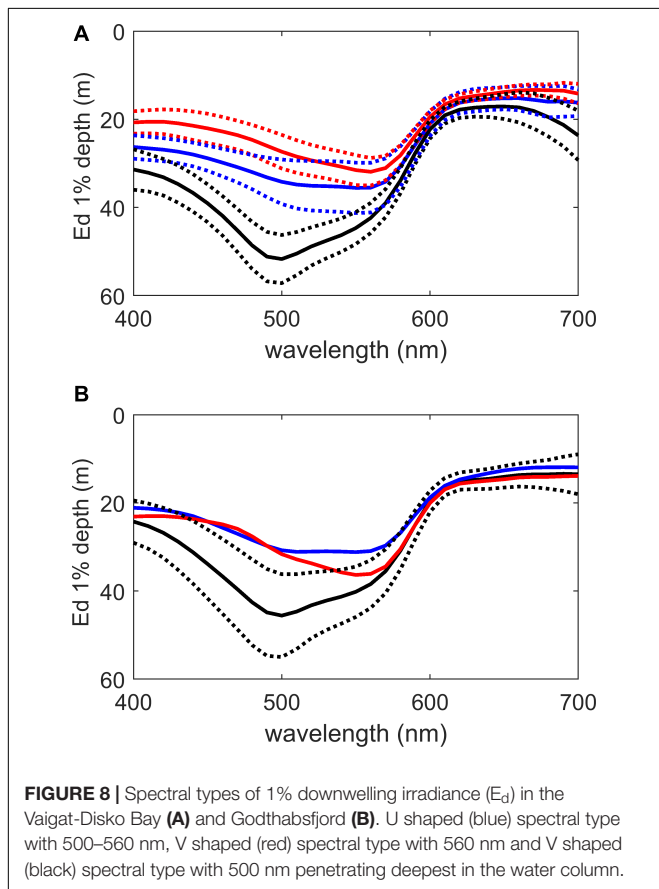 A
0
20
40
60
Ed 1% depth (m)
400
500
600
700
wavelength (nm)
B
0
20
40
60
Ed 1% depth (m)
400
500
600
700
wavelength (nm)
FIGURE 8 | Spectral types of 1% downwelling irradiance (Ed) in the
Vaigat-Disko Bay (A) and Godthabsfjord (B). U shaped (blue) spectral type
with 500–560 nm, V shaped (red) spectral type with 560 nm and V shaped
(black) spectral type with 500 nm penetrating deepest in the water column.